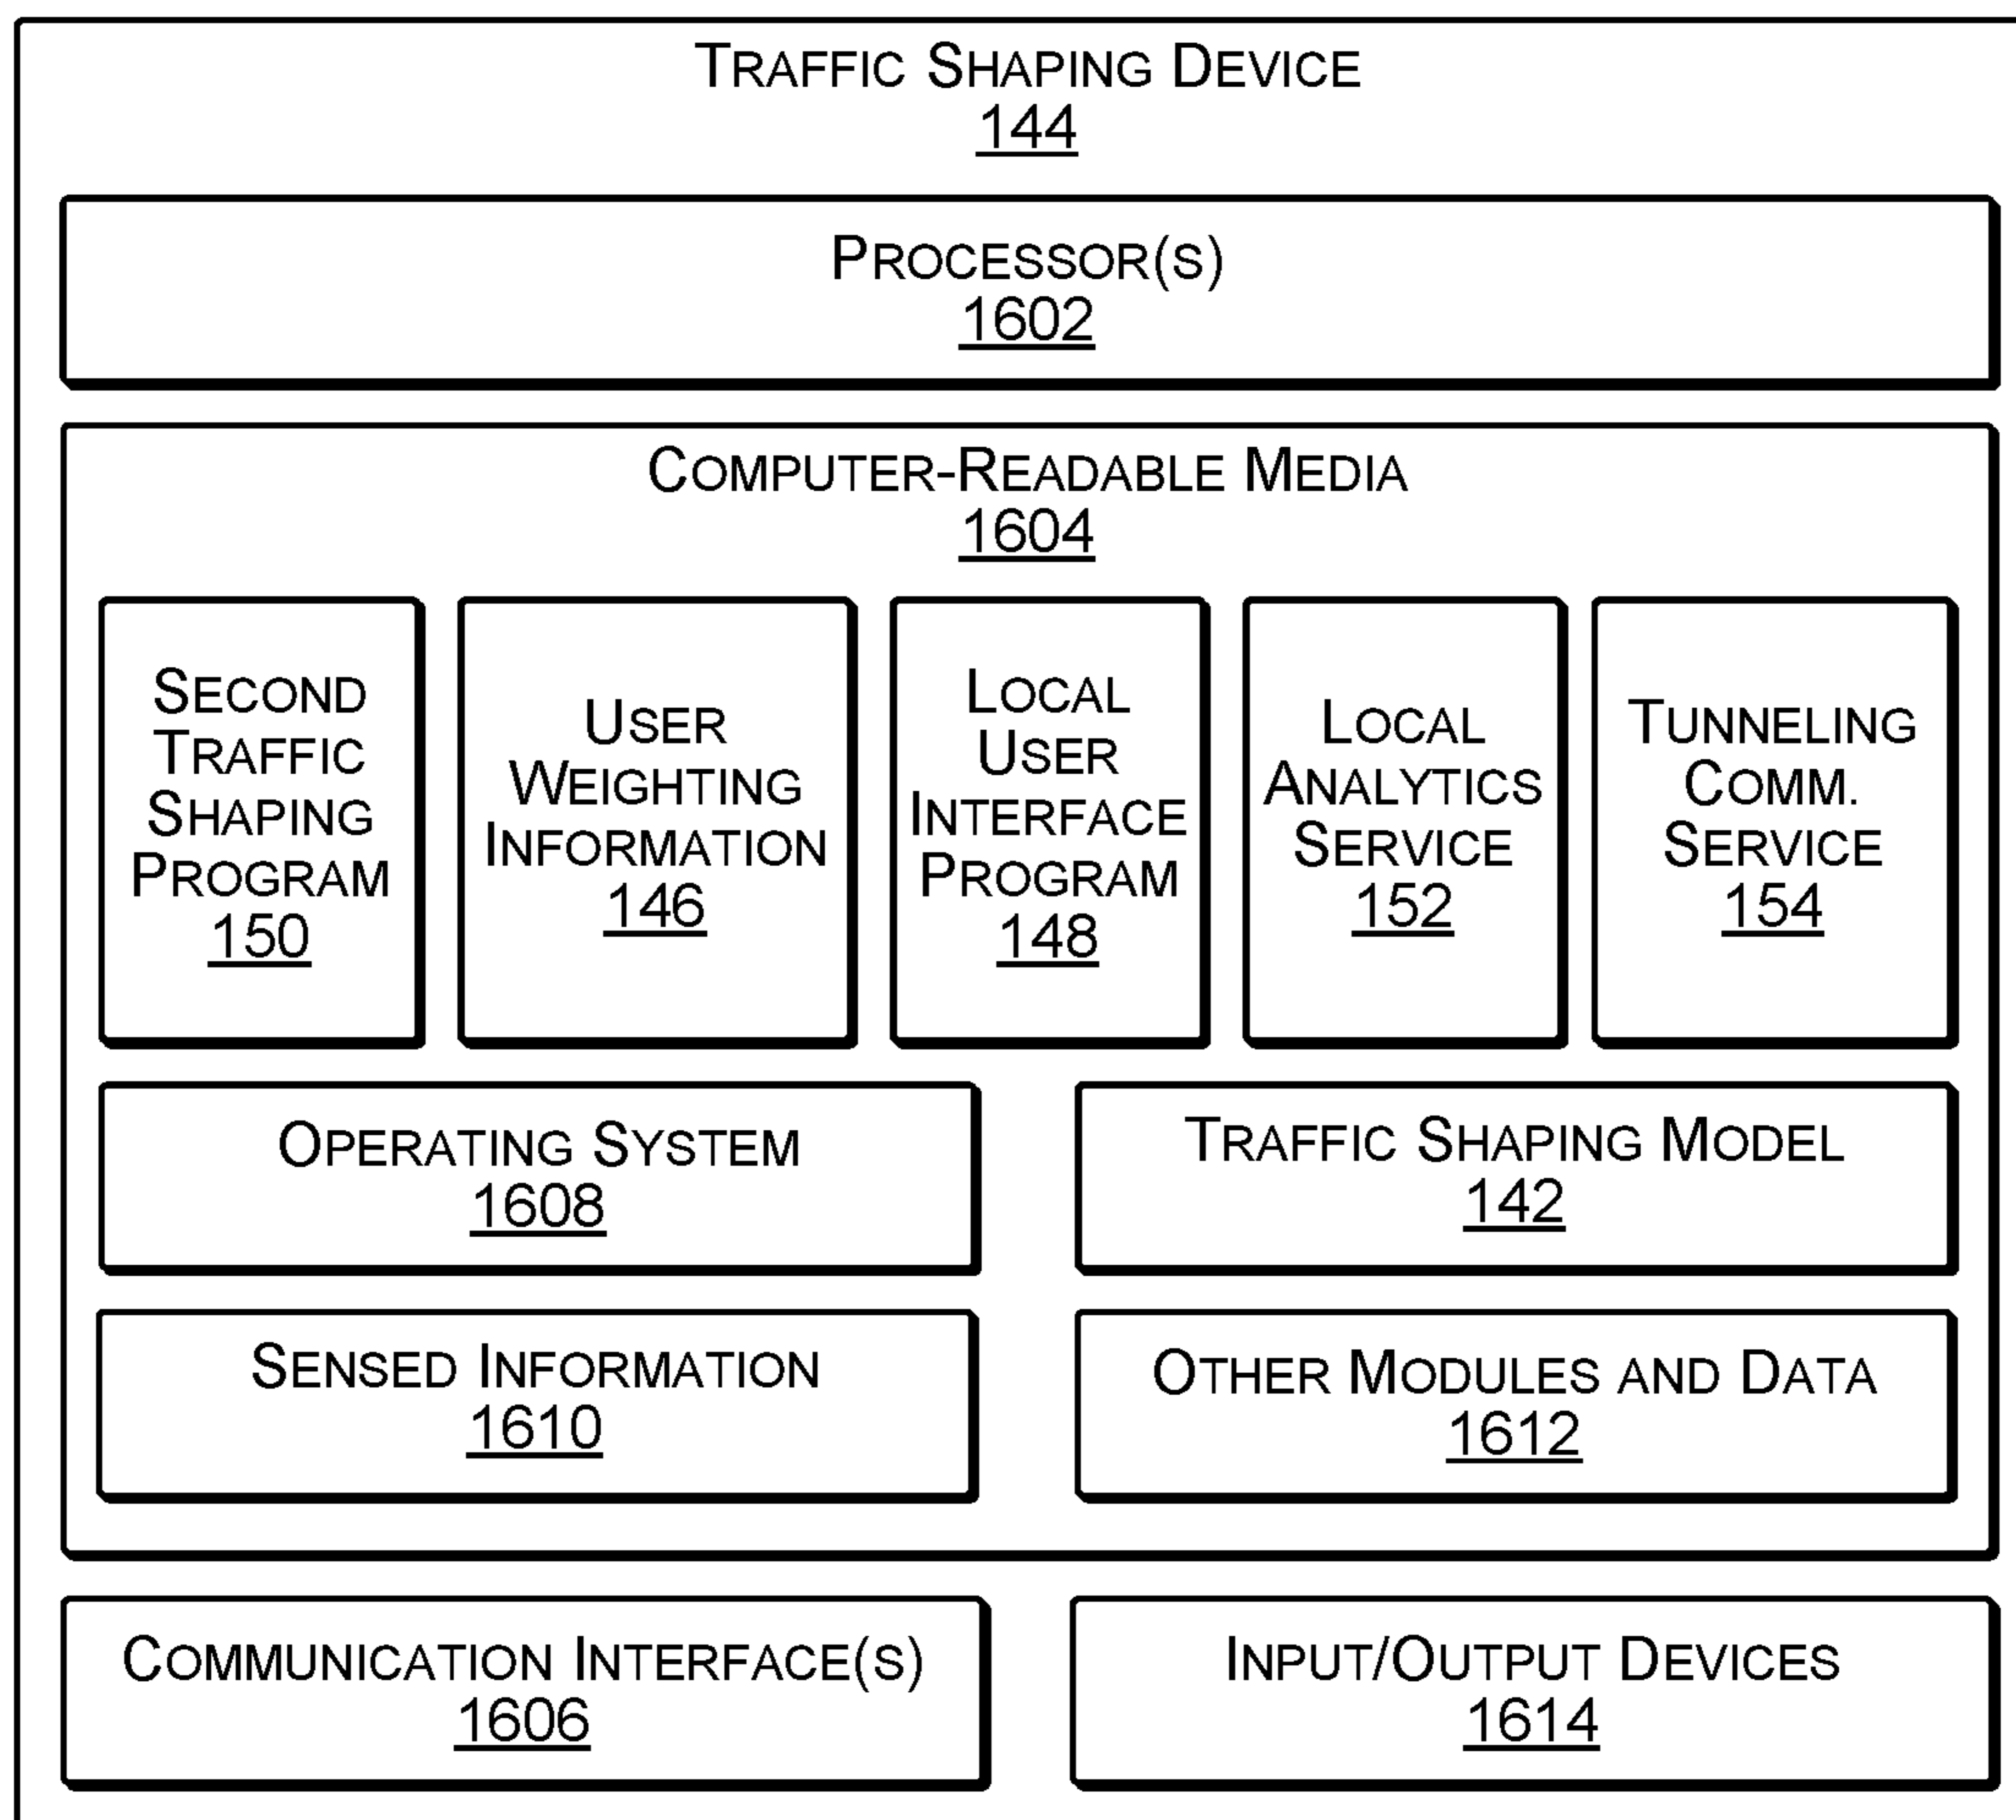 TRAFFIC SHAPING DEVICE
144
PROCESSOR(S)
1602
COMPUTER-READABLE MEDIA
1604
SECOND
TRAFFIC
SHAPING
PROGRAM
150
USER
WEIGHTING
INFORMATION
146
LOCAL
USER
INTERFACE
PROGRAM
148
LOCAL
ANALYTICS
SERVICE
152
TUNNELING
COMM.
SERVICE
154
OPERATING SYSTEM
1608
TRAFFIC SHAPING MODEL
142
SENSED INFORMATION
1610
OTHER MODULES AND DATA
1612
COMMUNICATION INTERFACE(S)
1606
INPUT/OUTPUT DEVICES
1614